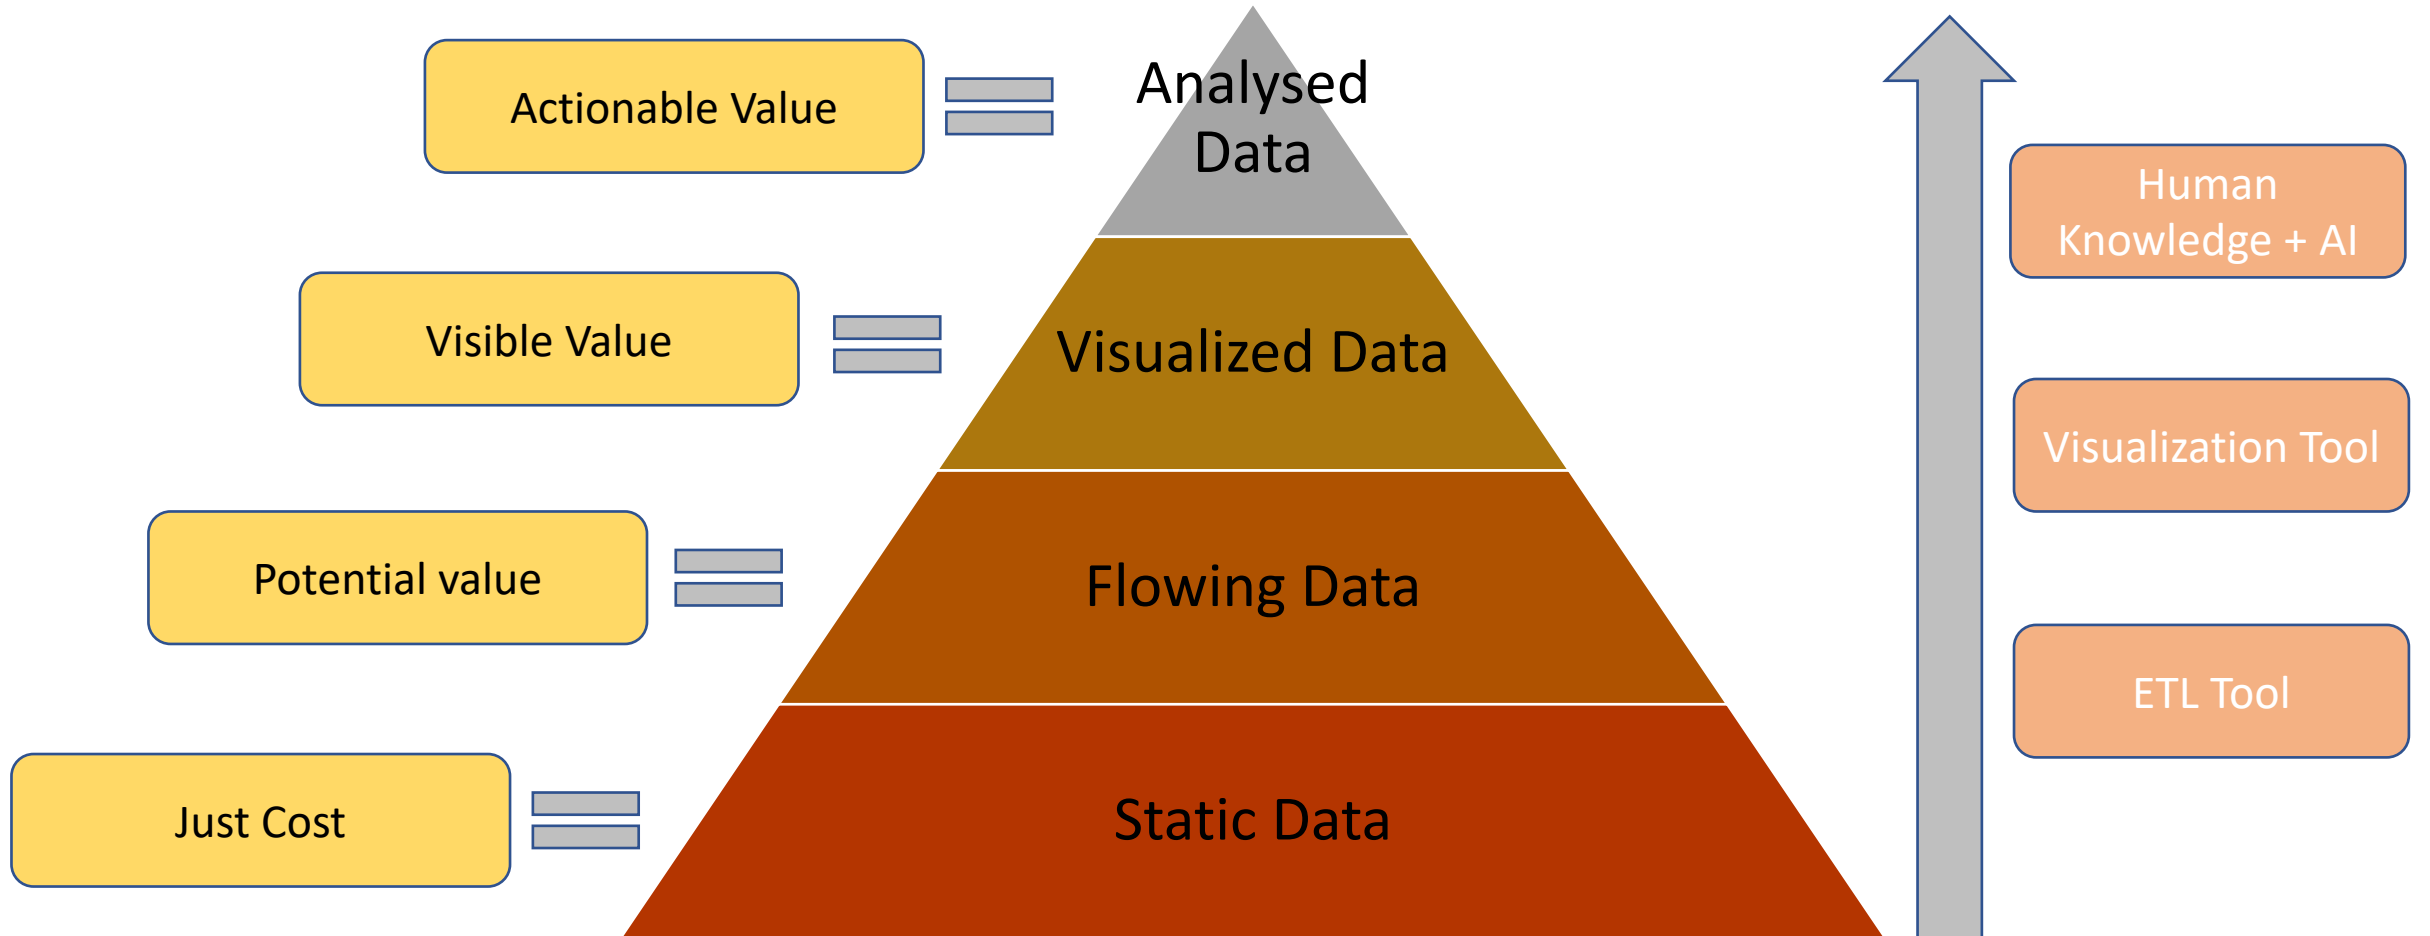 Actionable Value
Analysed
Data
Human
Knowledge + AI
Visible Value
Visualized Data
Visualization Tool
Potential value
Flowing Data
ETL Tool
Just Cost
Static Data